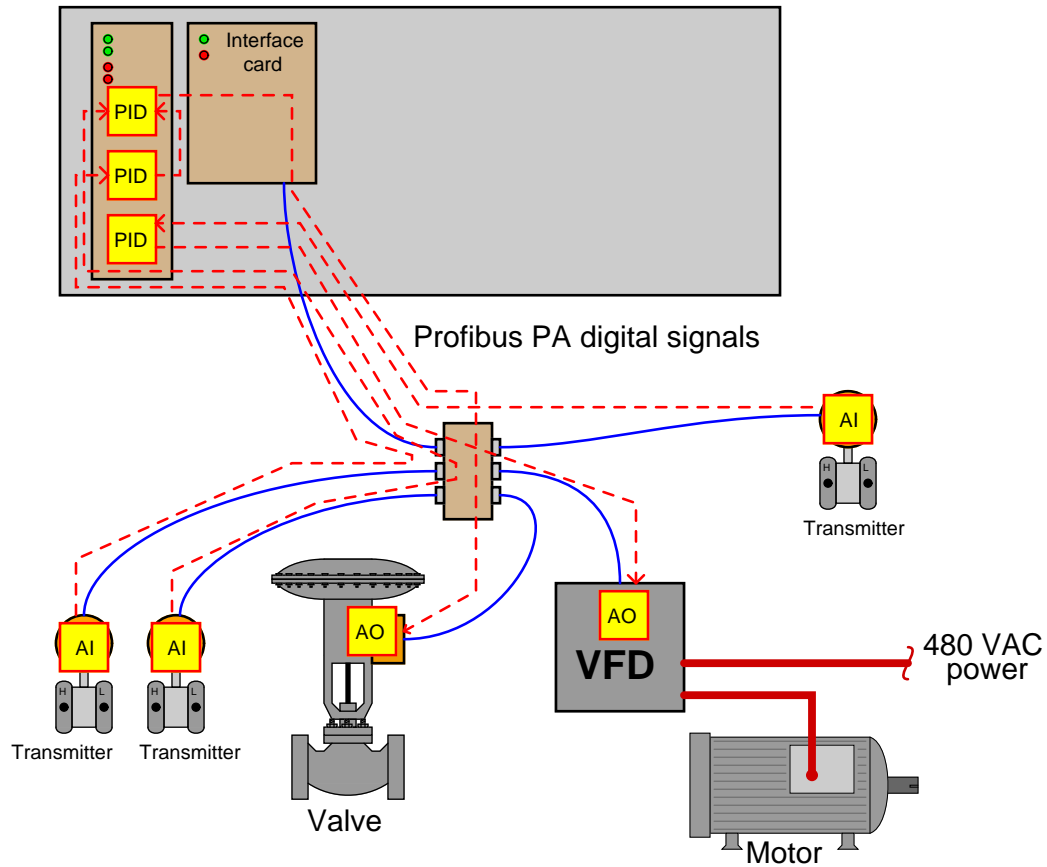 Interface
card
PID
PID
PID
Profibus PA digital signals
AI
H
L
Transmitter
AO
AO
AI
AI
480 VAC
power
VFD
H
L
H
L
Transmitter
Transmitter
Valve
Motor